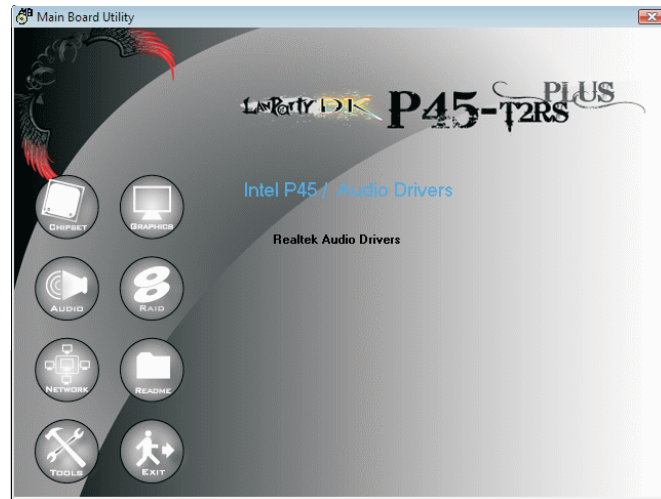 Main Board Utility
LANPARTY DK P45-T2RS PLUS
Intel P45 / Audio Drivers
Realtek Audio Drivers
CHIPSET GRAPHICS
AUDIO RAID
NETWORK README
TOOLS EXIT